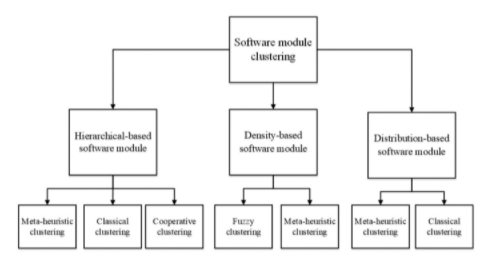 Software module
clustering
Hierarchical-based
software module
Density-based
software module
Distribution-based
software module
Meta-heuristic
clustering
Classical
clustering
Cooperative
clustering
Fuzzy
clustering
Meta-heuristic
clustering
Meta-heuristic
clustering
Classical
clustering